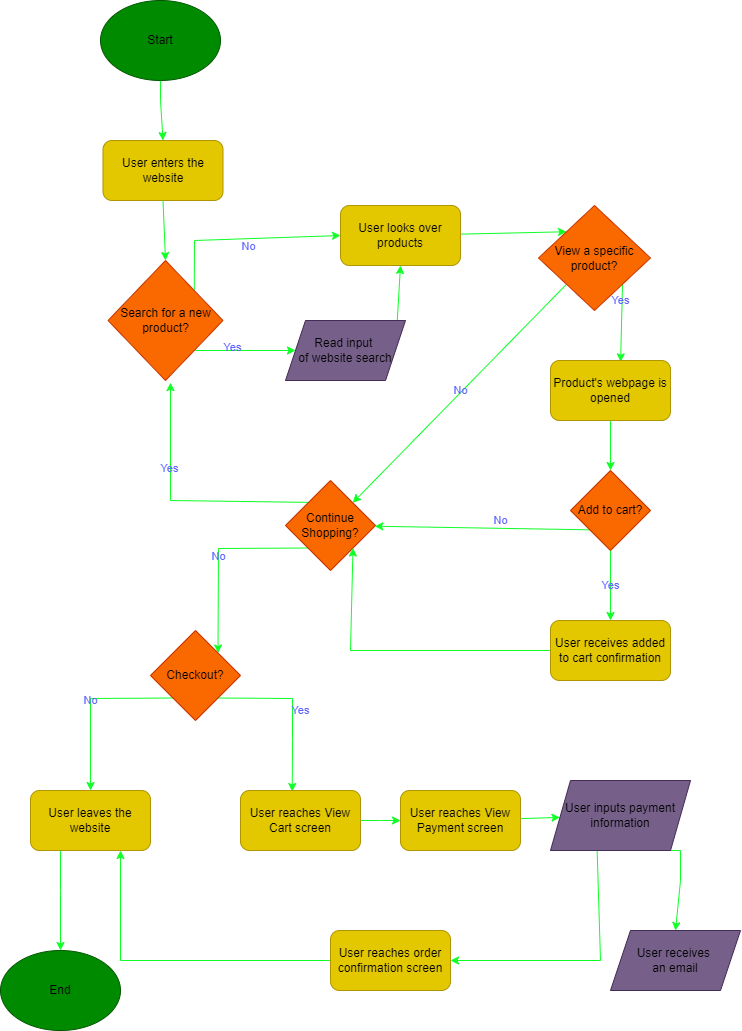 Start
User enters the
website
User looks over
products
View a specific
product?
No
Yes
Search for a new
product?
Yes
Read input
of website search
Product's webpage is
opened
No
Yes
Continue
Shopping?
No
Add to cart?
No
Yes
User receives added
to cart confirmation
Checkout?
No
Yes
User leaves the
website
User reaches View
Cart screen
User reaches View
Payment screen
User inputs payment
information
User reaches order
confirmation screen
User receives
an email
End